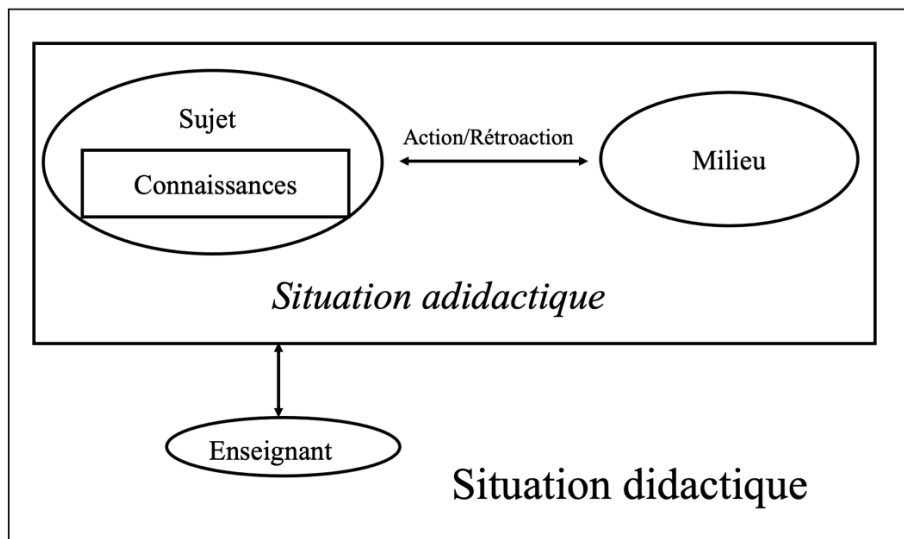 Sujet
Connaissances
Action/Rétroaction
Milieu
Situation adidactique
Enseignant
Situation didactique